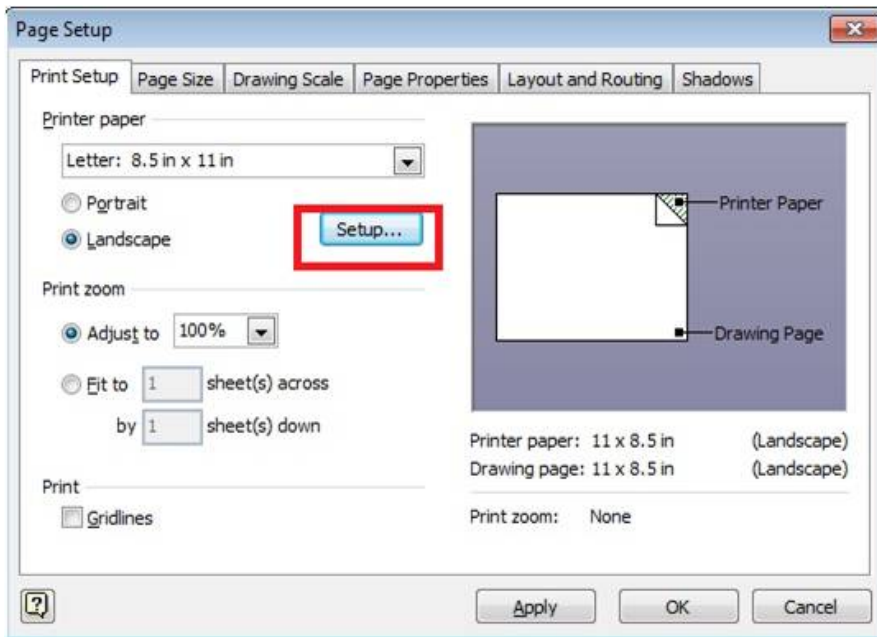 Page Setup
Print Setup Page Size Drawing Scale Page Properties Layout and Routing Shadows
Printer paper
Letter: 8.5 in x 11 in
Portrait
Landscape
Setup...
Print zoom
Adjust to 100%
Fit to 1 sheet(s) across
by 1 sheet(s) down
Print
Gridlines
Printer Paper
Drawing Page
Printer paper: 11 x 8.5 in (Landscape)
Drawing page: 11 x 8.5 in (Landscape)
Print zoom: None
?
Apply OK Cancel